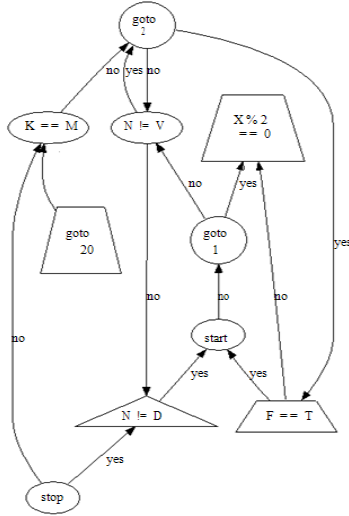 goto
2
no
yes
no
K == M
N != V
X % 2
== 0
no
yes
goto
20
goto
1
yes
no
no
no
no
start
yes
yes
N != D
F == T
yes
stop